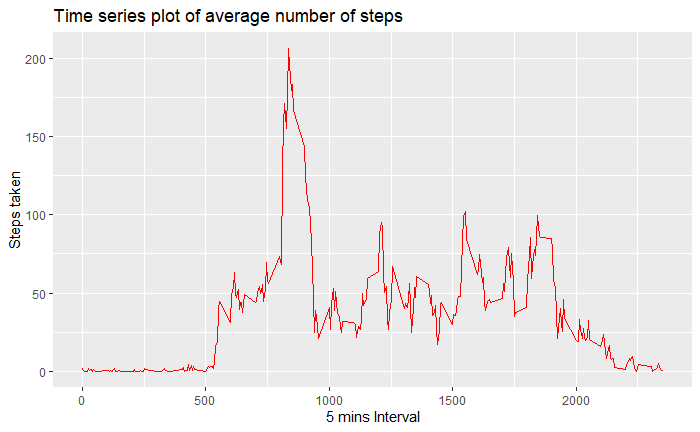 Time series plot of average number of steps
Steps taken
200
150
100
50
0
0 500 1000 1500 2000
5 mins Interval